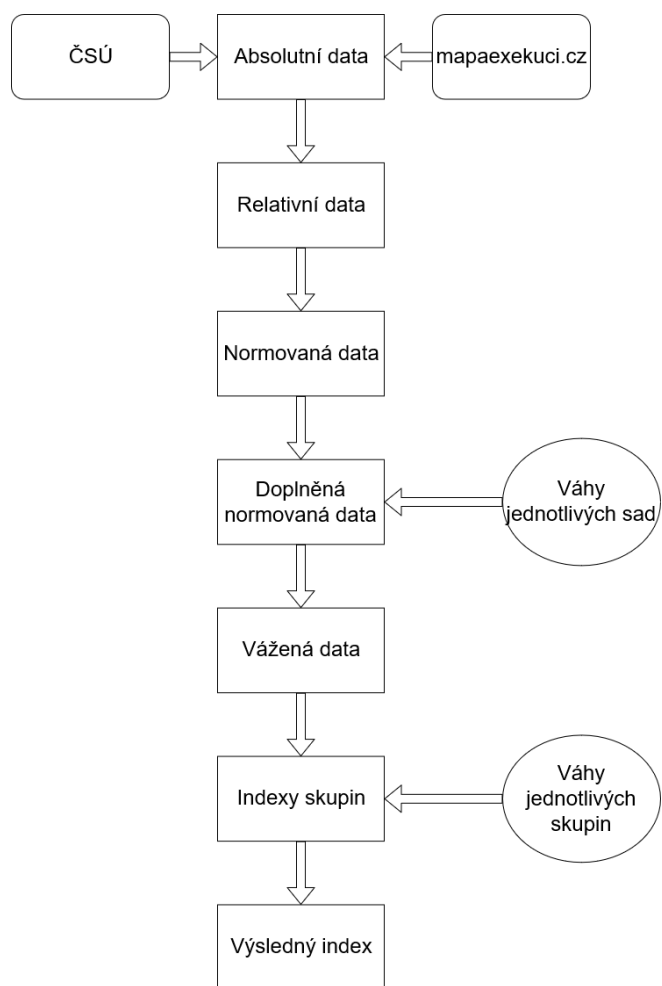 ČSÚ
Absolutní data
mapaexekuci.cz
Relativní data
Normovaná data
Doplněná
normovaná data
Váhy
jednotlivých sad
Vážená data
Indexy skupin
Váhy
jednotlivých
skupin
Výsledný index